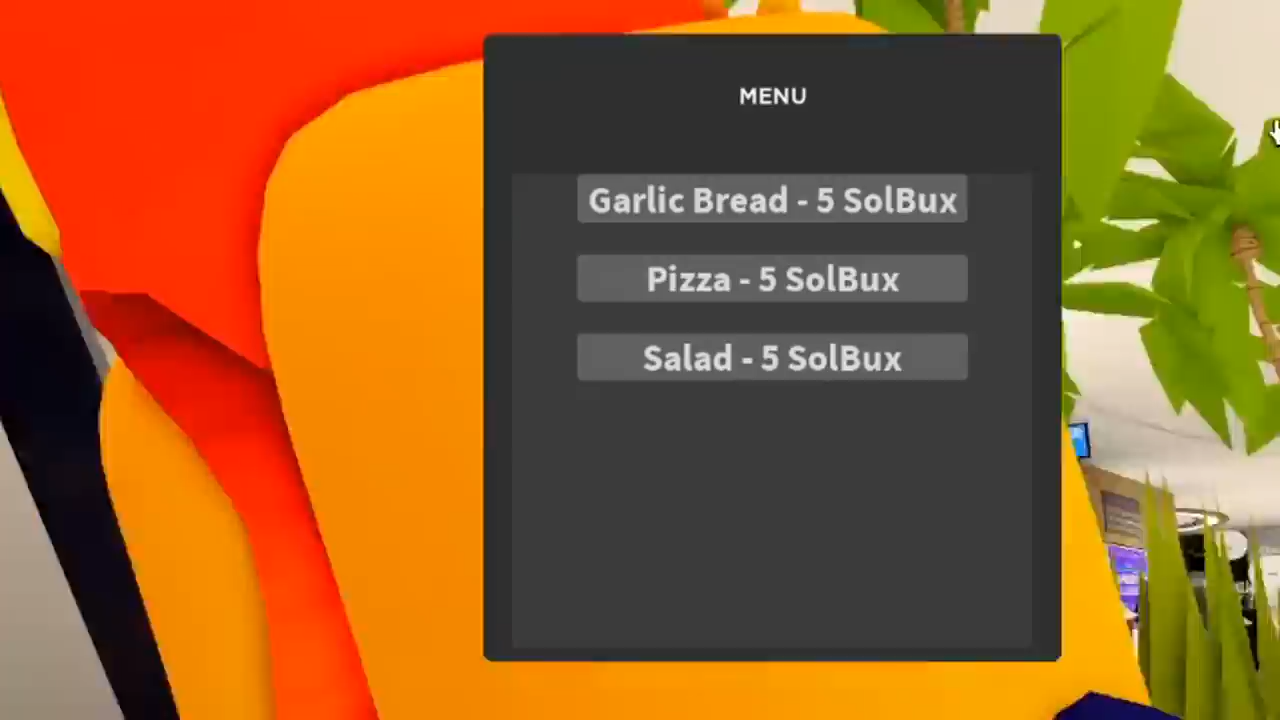 MENU
Garlic Bread - 5 SolBux
Pizza - 5 SolBux
Salad - 5 SolBux